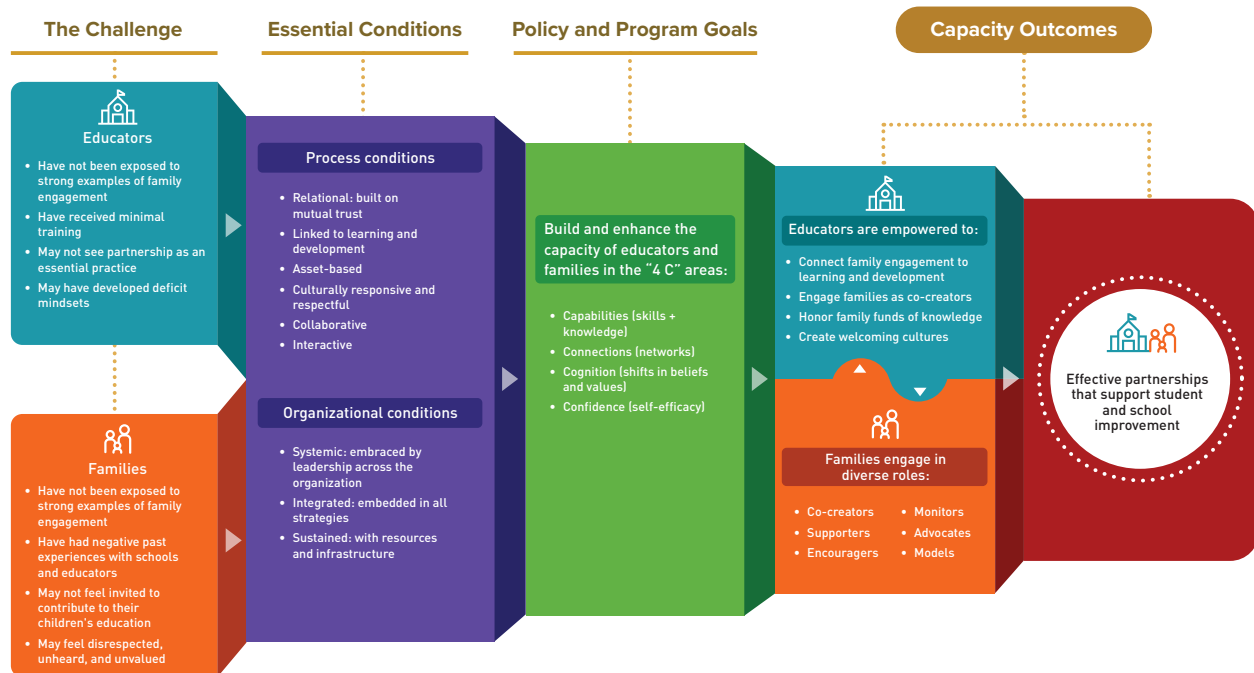 The Challenge
Essential Conditions
Policy and Program Goals
Capacity Outcomes
Educators
• Have not been exposed to
strong examples of family
engagement
• Have received minimal
training
• May not see partnership as an
essential practice
• May have developed deficit
mindsets
Families
• Have not been exposed to
strong examples of family
engagement
• Have had negative past
experiences with schools
and educators
• May not feel invited to
contribute to their
children's education
• May feel disrespected,
unheard, and unvalued
Process conditions
• Relational: built on
mutual trust
• Linked to learning and
development
• Asset-based
• Culturally responsive and
respectful
• Collaborative
• Interactive
Organizational conditions
• Systemic: embraced by
leadership across the
organization
• Integrated: embedded in all
strategies
• Sustained: with resources
and infrastructure
Build and enhance the
capacity of educators and
families in the “4 C” areas:
• Capabilities (skills +
knowledge)
• Connections (networks)
• Cognition (shifts in beliefs
and values)
• Confidence (self-efficacy)
Educators are empowered to:
• Connect family engagement to
learning and development
• Engage families as co-creators
• Honor family funds of knowledge
• Create welcoming cultures
Families engage in
diverse roles:
• Co-creators
• Supporters
• Encouragers
• Monitors
• Advocates
• Models
Effective partnerships
that support student
and school
improvement